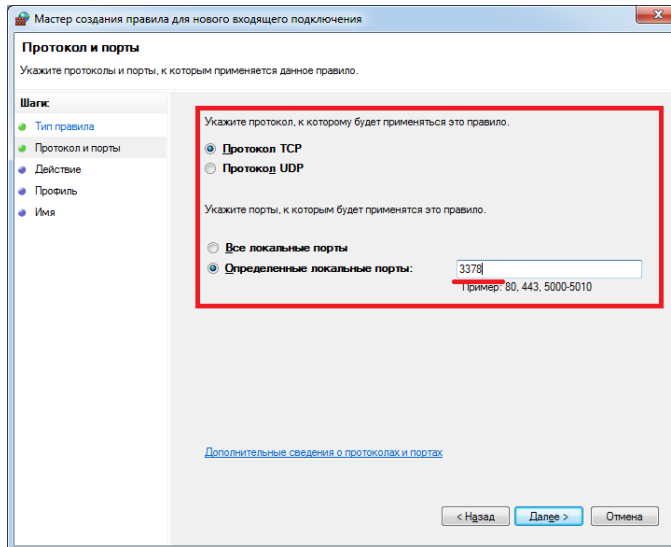 Мастер создания правила для нового входящего подключения
Протокол и порты
Укажите протоколы и порты, к которым применяется данное правило.
Шаги:
Тип правила
Протокол и порты
Действие
Профиль
Имя
Укажите протокол, к которому будет применяться это правило.
Протокол TCP
Протокол UDP
Укажите порты, к которым будет применятся это правило.
Все локальные порты
Определенные локальные порты:
3378
Пример: 80, 443, 5000-5010
Дополнительные сведения о протоколах и портах
< Назад
Далее >
Отмена